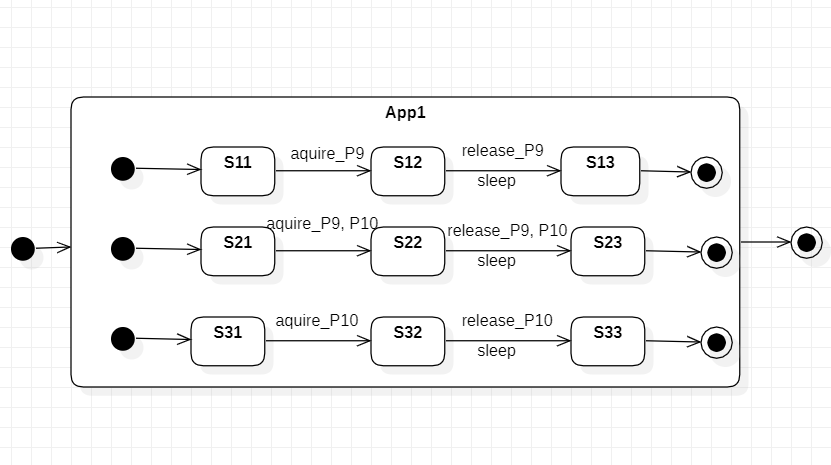 App1
S11
aquire_P9
S12
release_P9
sleep
S13
S21
aquire_P9, P10
S22
release_P9, P10
sleep
S23
S31
aquire_P10
S32
release_P10
sleep
S33